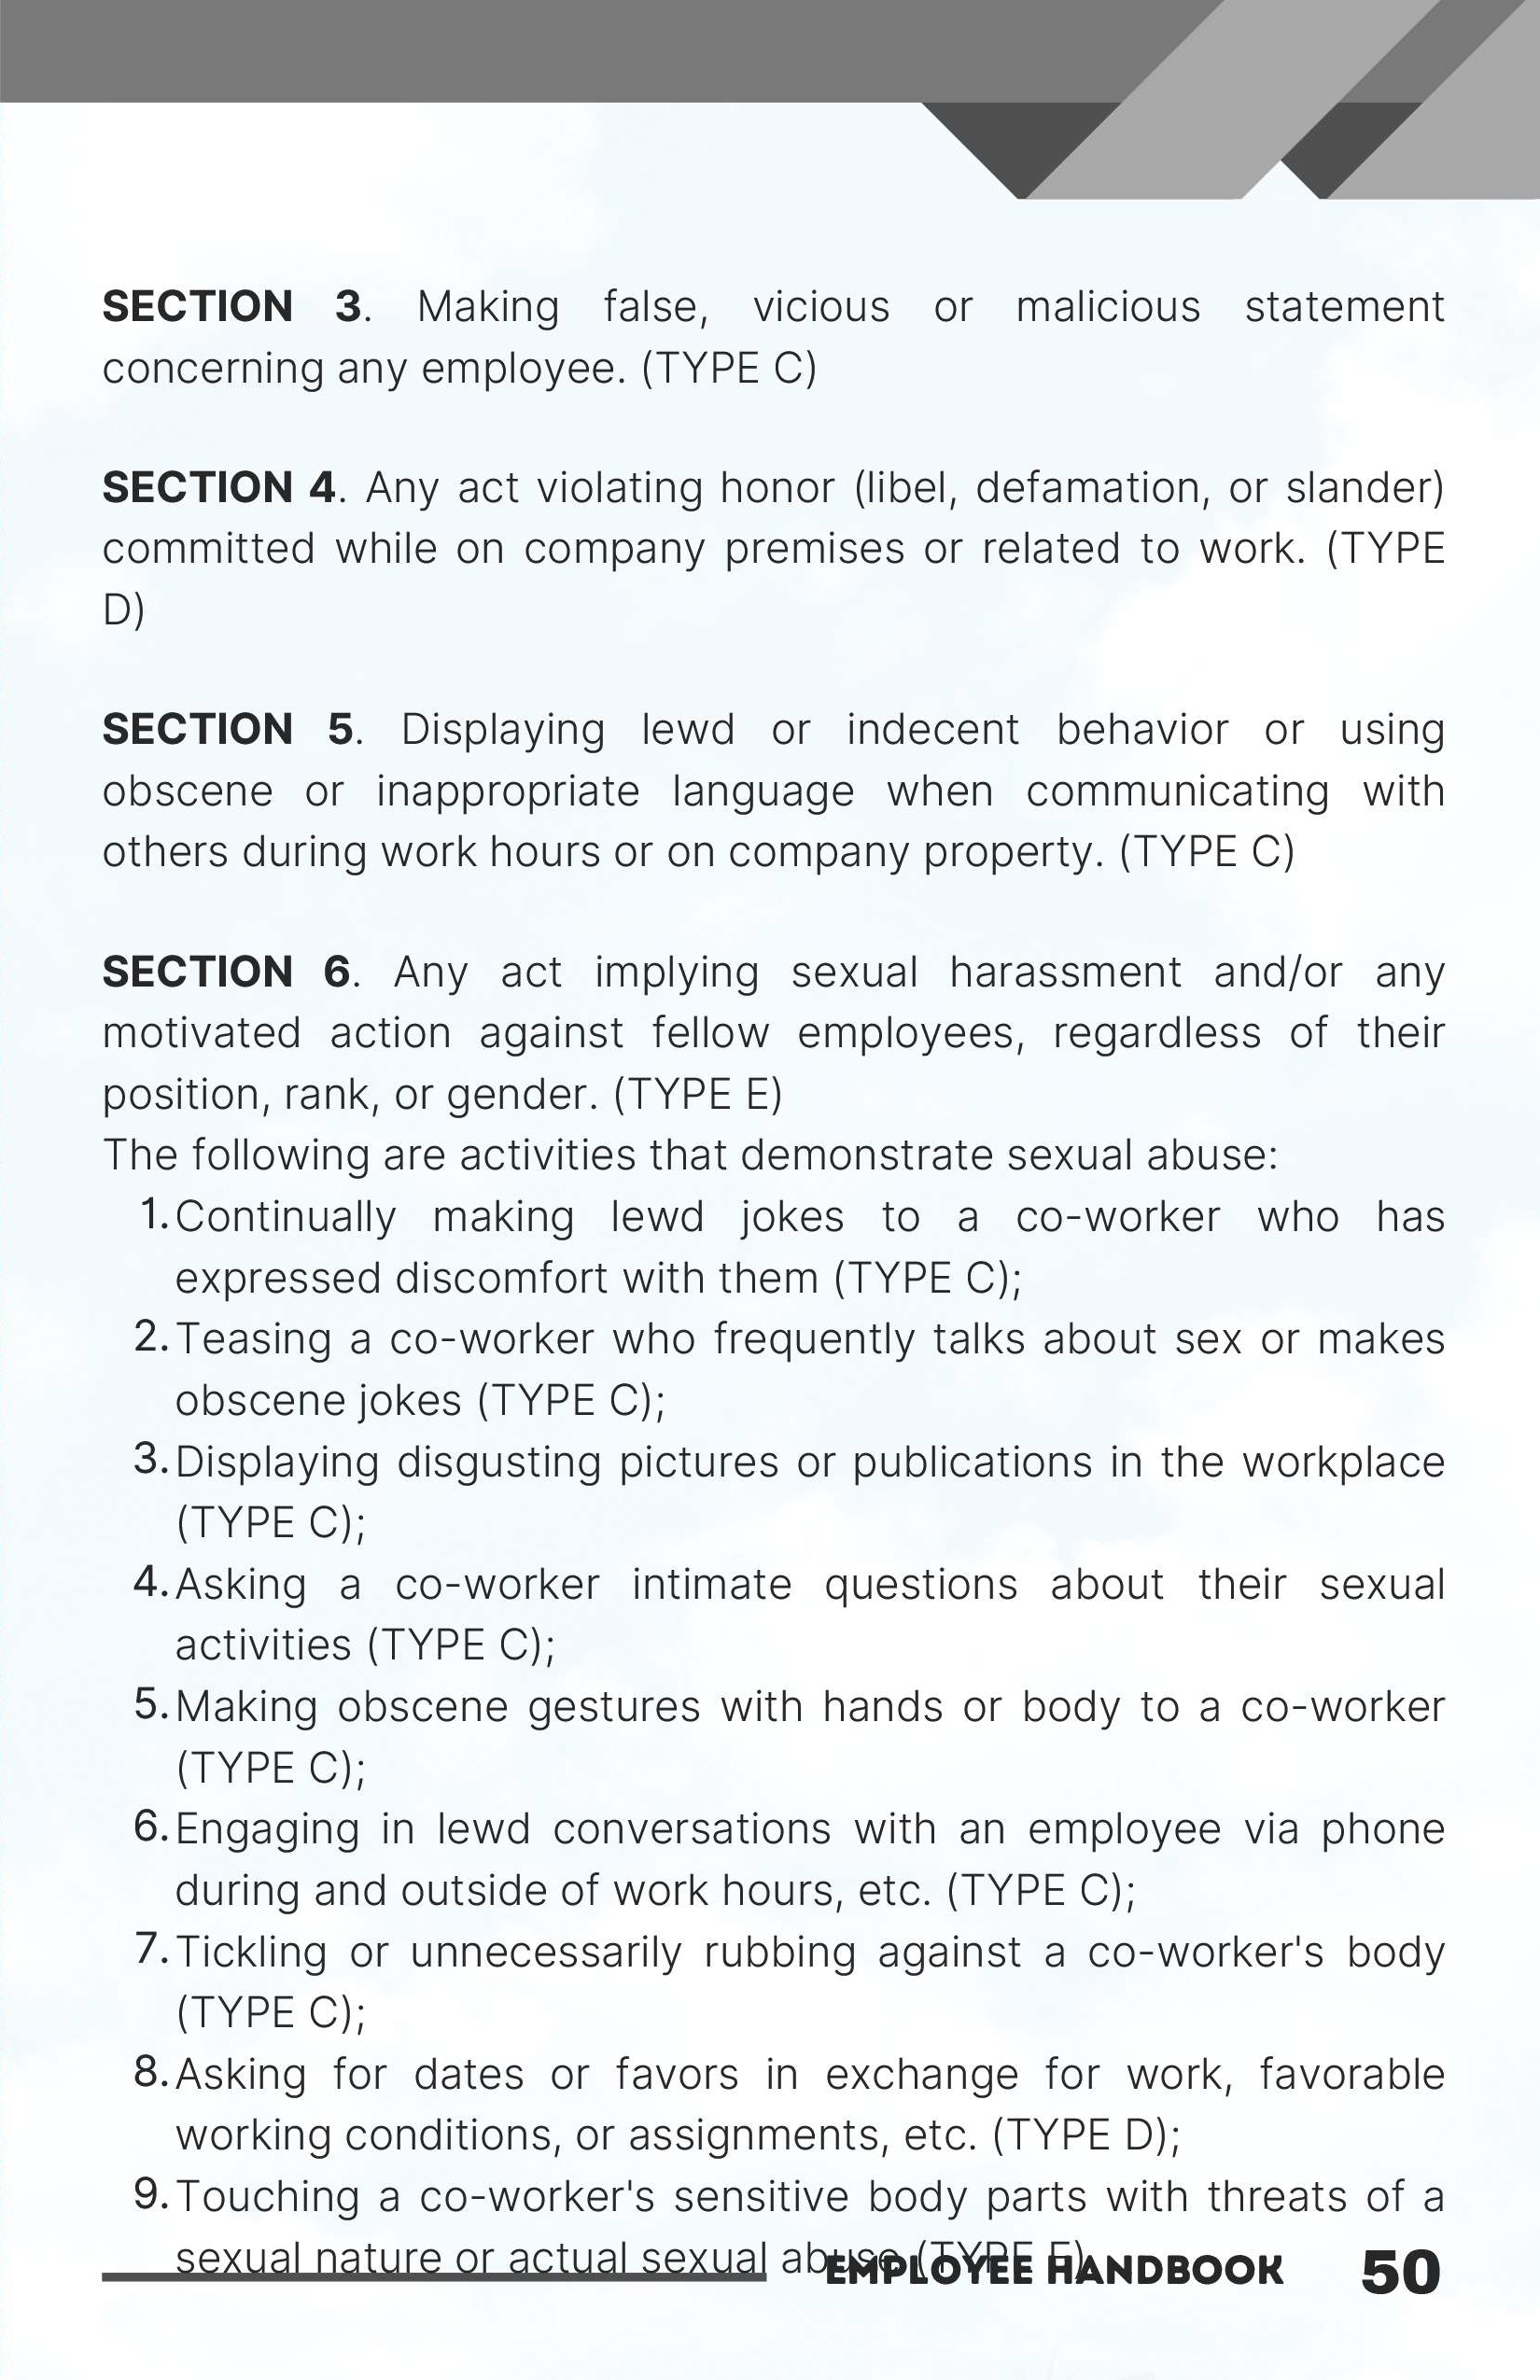 SECTION 3. Making false, vicious or malicious statement
concerning any employee. (TYPE C)
SECTION 4. Any act violating honor (libel, defamation, or slander)
committed while on company premises or related to work. (TYPE
D)
SECTION 5. Displaying lewd or indecent behavior or using
obscene or inappropriate language when communicating with
others during work hours or on company property. (TYPE C)
SECTION 6. Any act implying sexual harassment and/or any
motivated action against fellow employees, regardless of their
position, rank, or gender. (TYPE E)
The following are activities that demonstrate sexual abuse:
1. Continually making lewd jokes to a co-worker who has
expressed discomfort with them (TYPE C);
2. Teasing a co-worker who frequently talks about sex or makes
obscene jokes (TYPE C);
3. Displaying disgusting pictures or publications in the workplace
(TYPE C);
4. Asking a co-worker intimate questions about their sexual
activities (TYPE C);
5. Making obscene gestures with hands or body to a co-worker
(TYPE C);
6. Engaging in lewd conversations with an employee via phone
during and outside of work hours, etc. (TYPE C);
7. Tickling or unnecessarily rubbing against a co-worker's body
(TYPE C);
8. Asking for dates or favors in exchange for work, favorable
working conditions, or assignments, etc. (TYPE D);
9. Touching a co-worker's sensitive body parts with threats of a
sexual nature or actual sexual abuse (TYPE
EMPLOYEE HANDBOOK 50